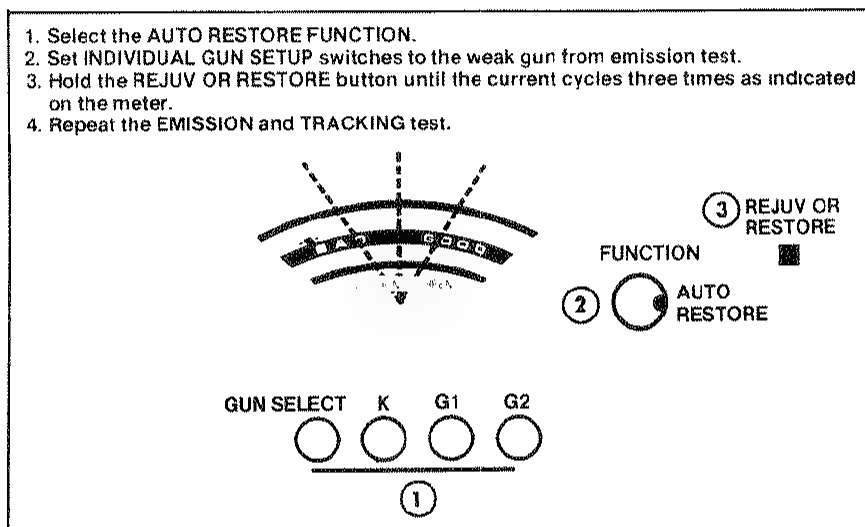 1. Select the AUTO RESTORE FUNCTION.
2. Set INDIVIDUAL GUN SETUP switches to the weak gun from emission test.
3. Hold the REJUV OR RESTORE button until the current cycles three times as indicated
on the meter.
4. Repeat the EMISSION and TRACKING test.
BAD GOOD
3 REJUV OR
RESTORE
FUNCTION
2 AUTO
RESTORE
GUN SELECT K G1 G2
1